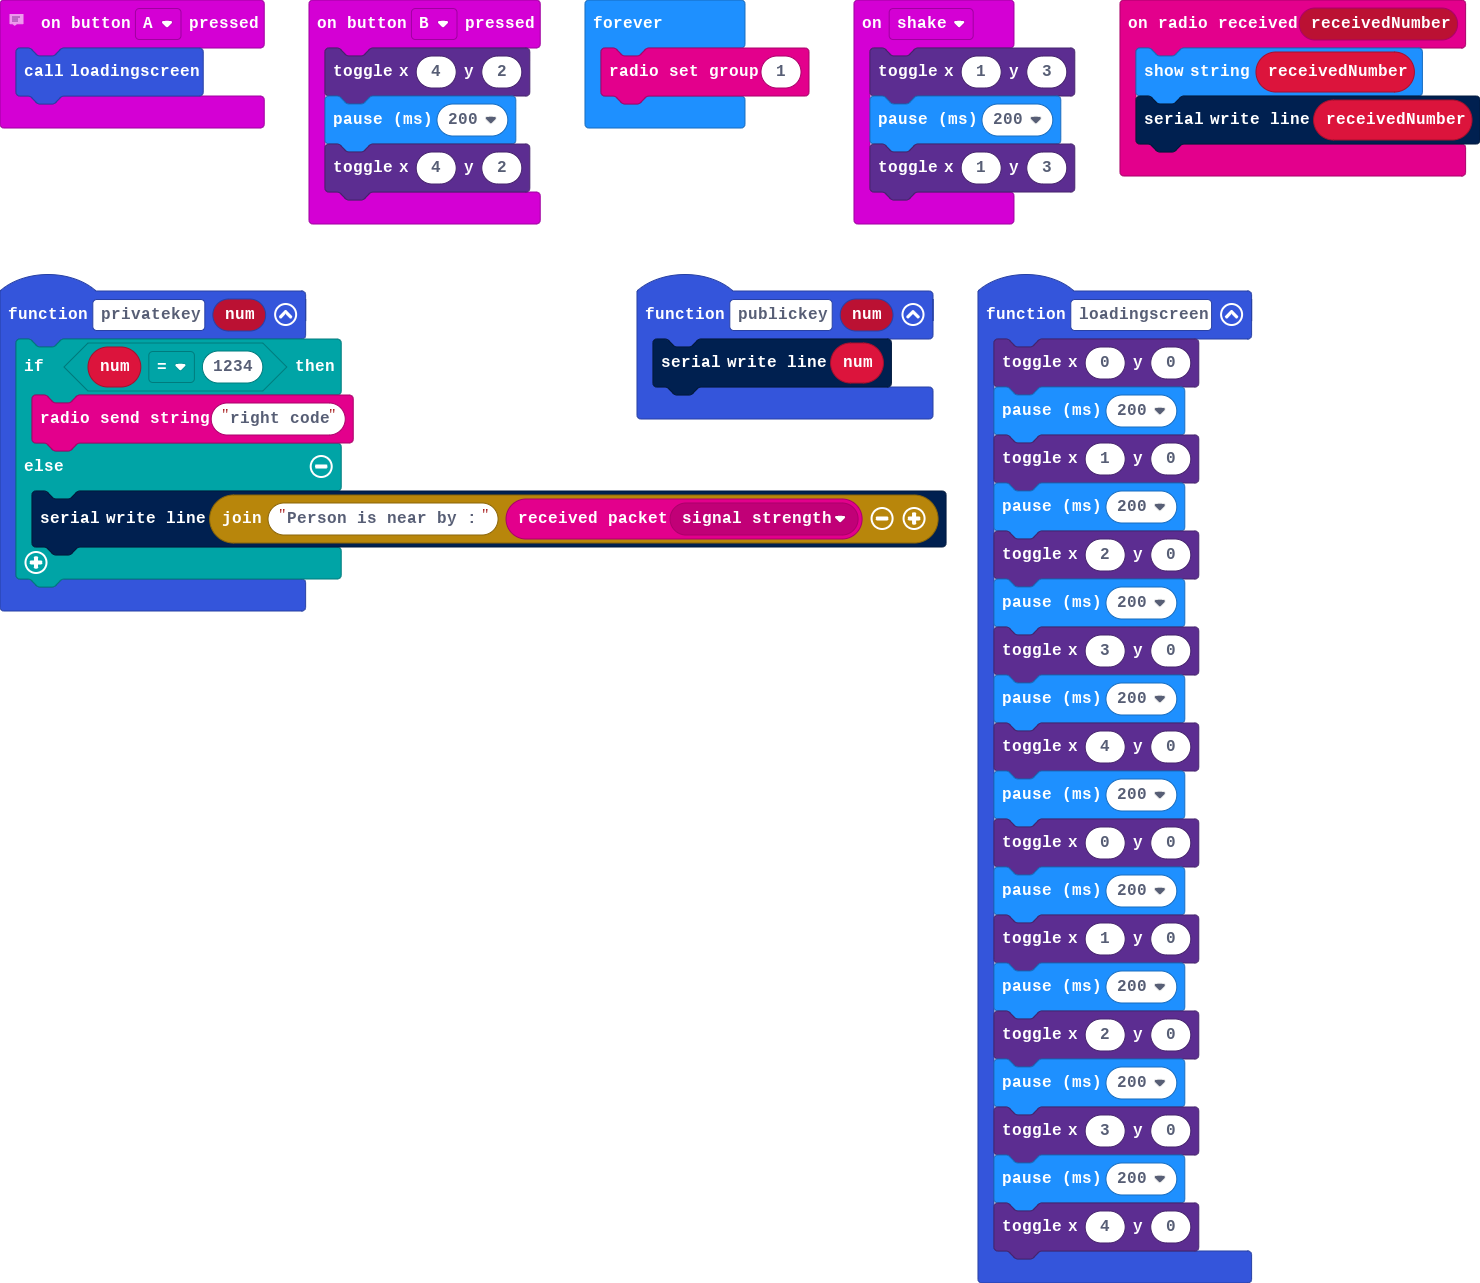 on button A pressed
call loadingscreen
on button B pressed
toggle x 4 y 2
pause (ms) 200
toggle x 4 y 2
forever
radio set group 1
on shake
toggle x 1 y 3
pause (ms) 200
toggle x 1 y 3
on radio received receivedNumber
show string receivedNumber
serial write line receivedNumber
function privatekey num
if num = 1234 then
radio send string "right code"
else
serial write line join "Person is near by : " received packet signal strength
function publickey num
serial write line num
function loadingscreen
toggle x 0 y 0
pause (ms) 200
toggle x 1 y 0
pause (ms) 200
toggle x 2 y 0
pause (ms) 200
toggle x 3 y 0
pause (ms) 200
toggle x 4 y 0
pause (ms) 200
toggle x 0 y 0
pause (ms) 200
toggle x 1 y 0
pause (ms) 200
toggle x 2 y 0
pause (ms) 200
toggle x 3 y 0
pause (ms) 200
toggle x 4 y 0